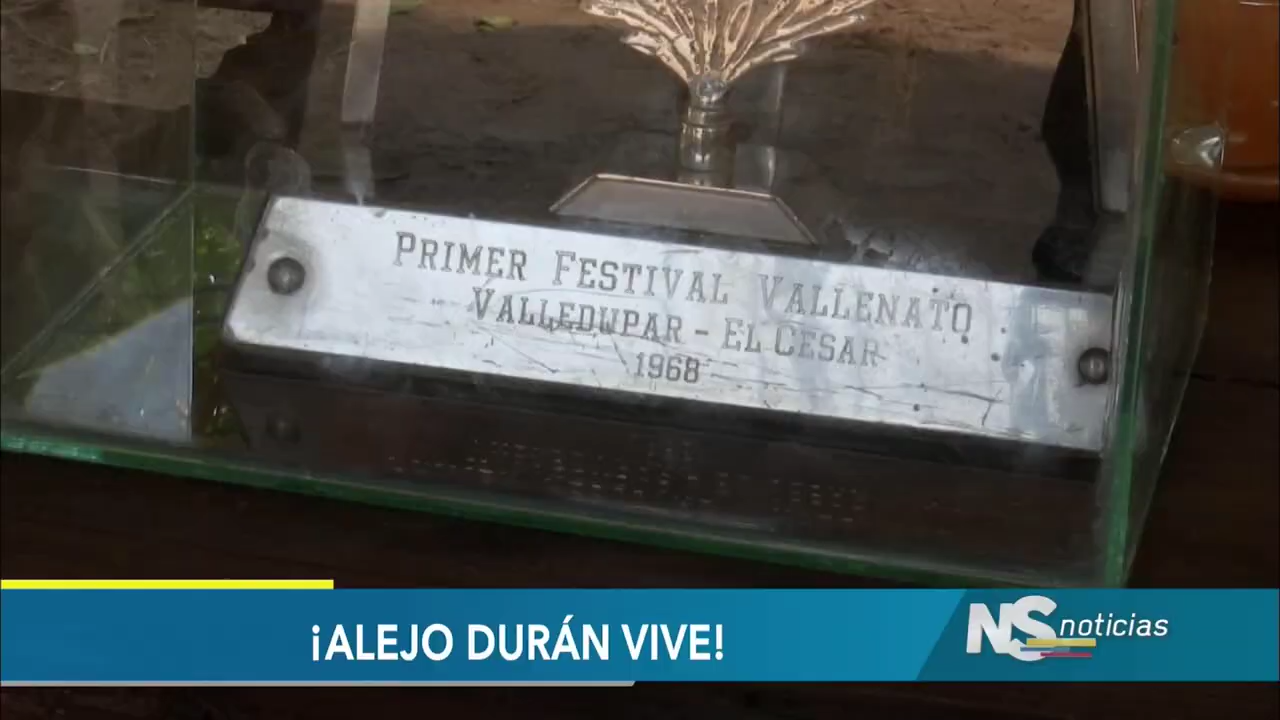 PRIMER FESTIVAL VALLENATO
VALLEDUPAR - EL CESAR
1968
¡ALEJO DURÁN VIVE!
NS noticias